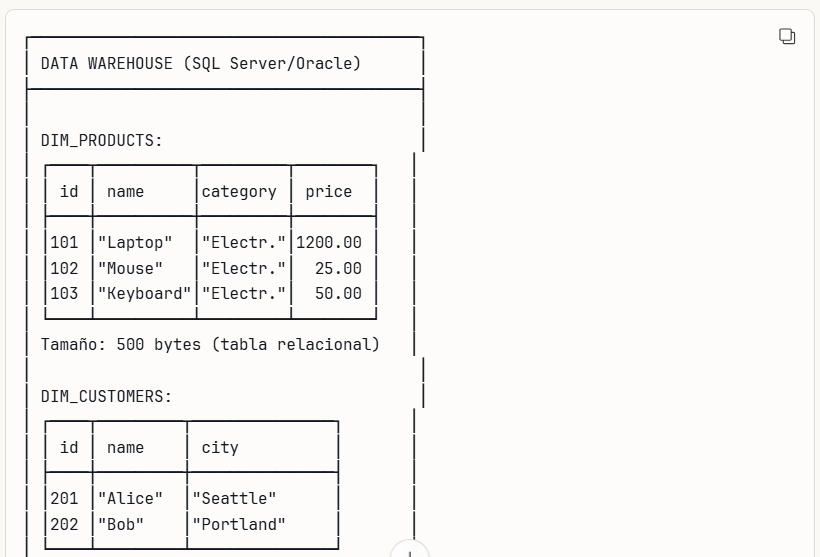 DATA WAREHOUSE (SQL Server/Oracle)
DIM_PRODUCTS:
id name category price
101 "Laptop" "Electr." 1200.00
102 "Mouse" "Electr." 25.00
103 "Keyboard" "Electr." 50.00
Tamaño: 500 bytes (tabla relacional)
DIM_CUSTOMERS:
id name city
201 "Alice" "Seattle"
202 "Bob" "Portland"